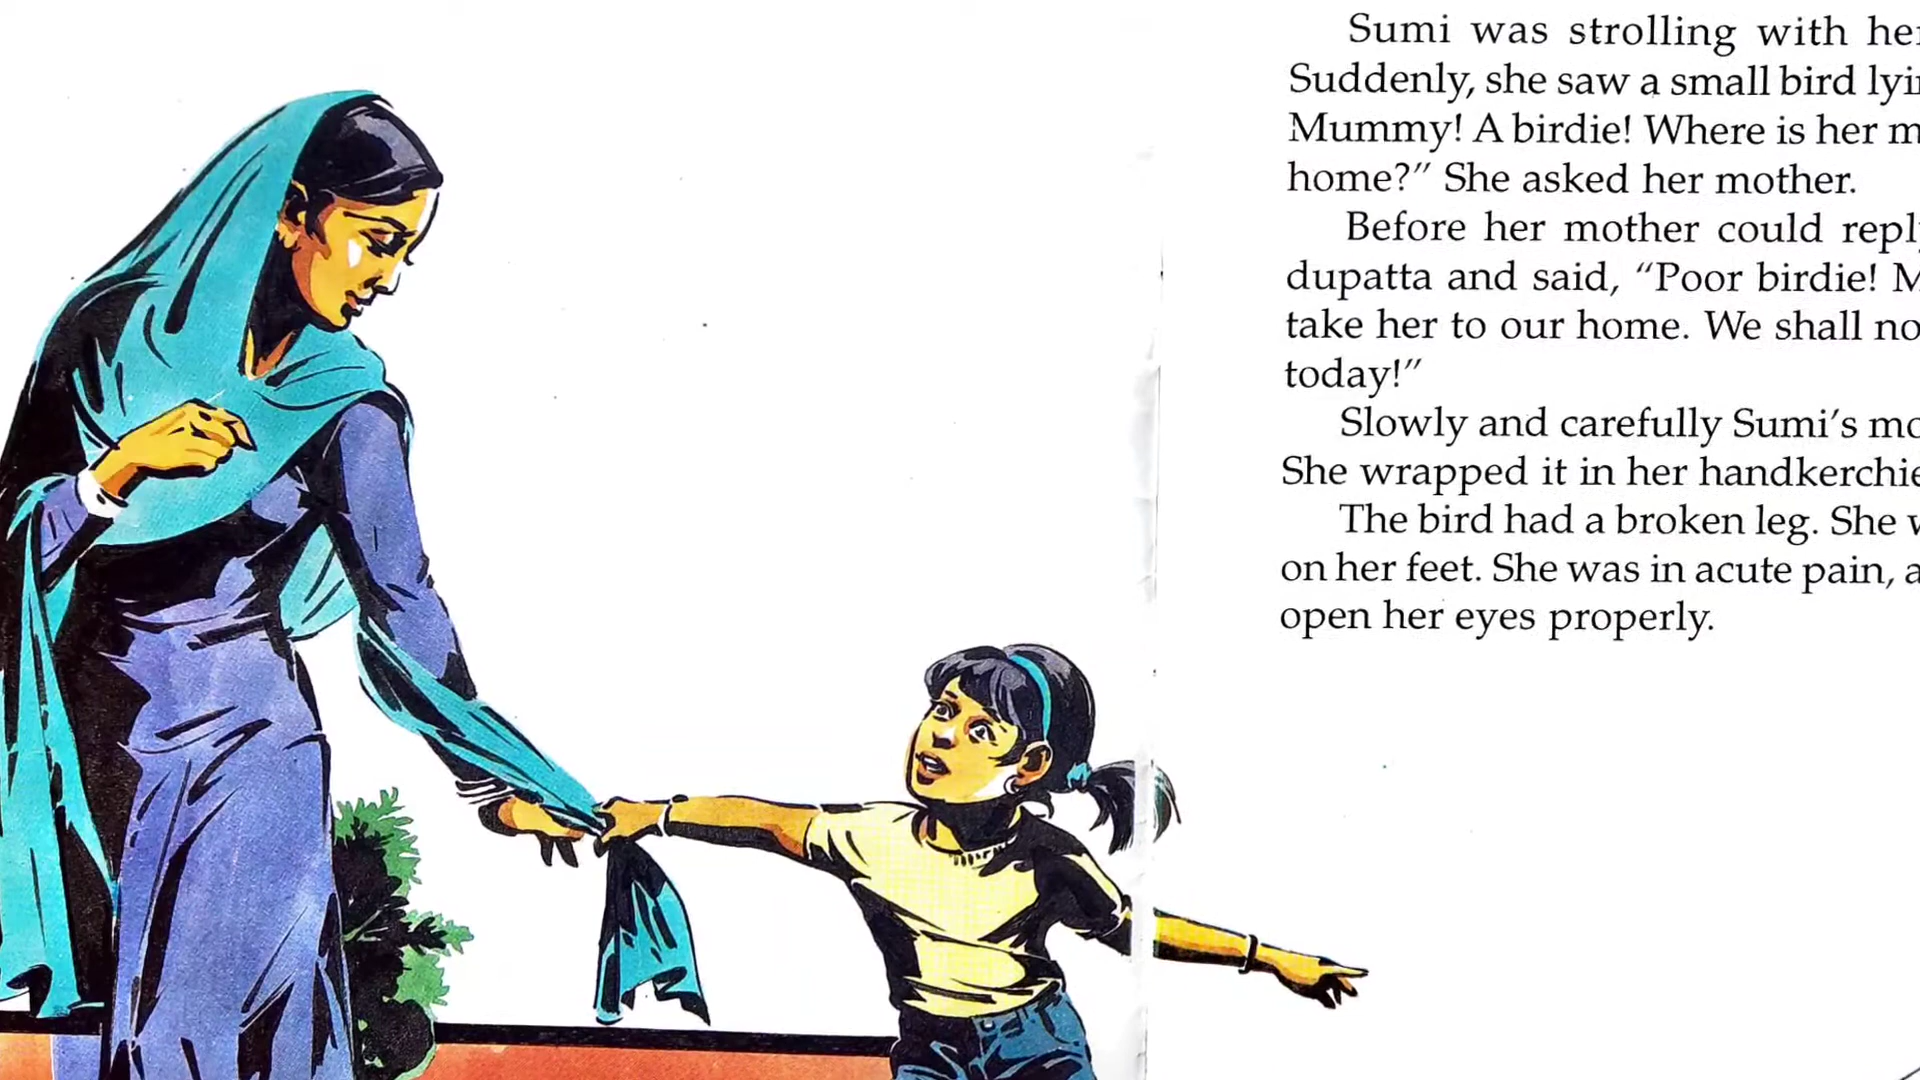 Sumi was strolling with her
Suddenly, she saw a small bird
Mummy! A birdie! Where is her
home?” She asked her mother.
Before her mother could
dupatta and said, “Poor birdie!
take her to our home. We shall
today!”
Slowly and carefully Sumi’s
She wrapped it in her
The bird had a broken leg. She
on her feet. She was in acute pain,
open her eyes properly.